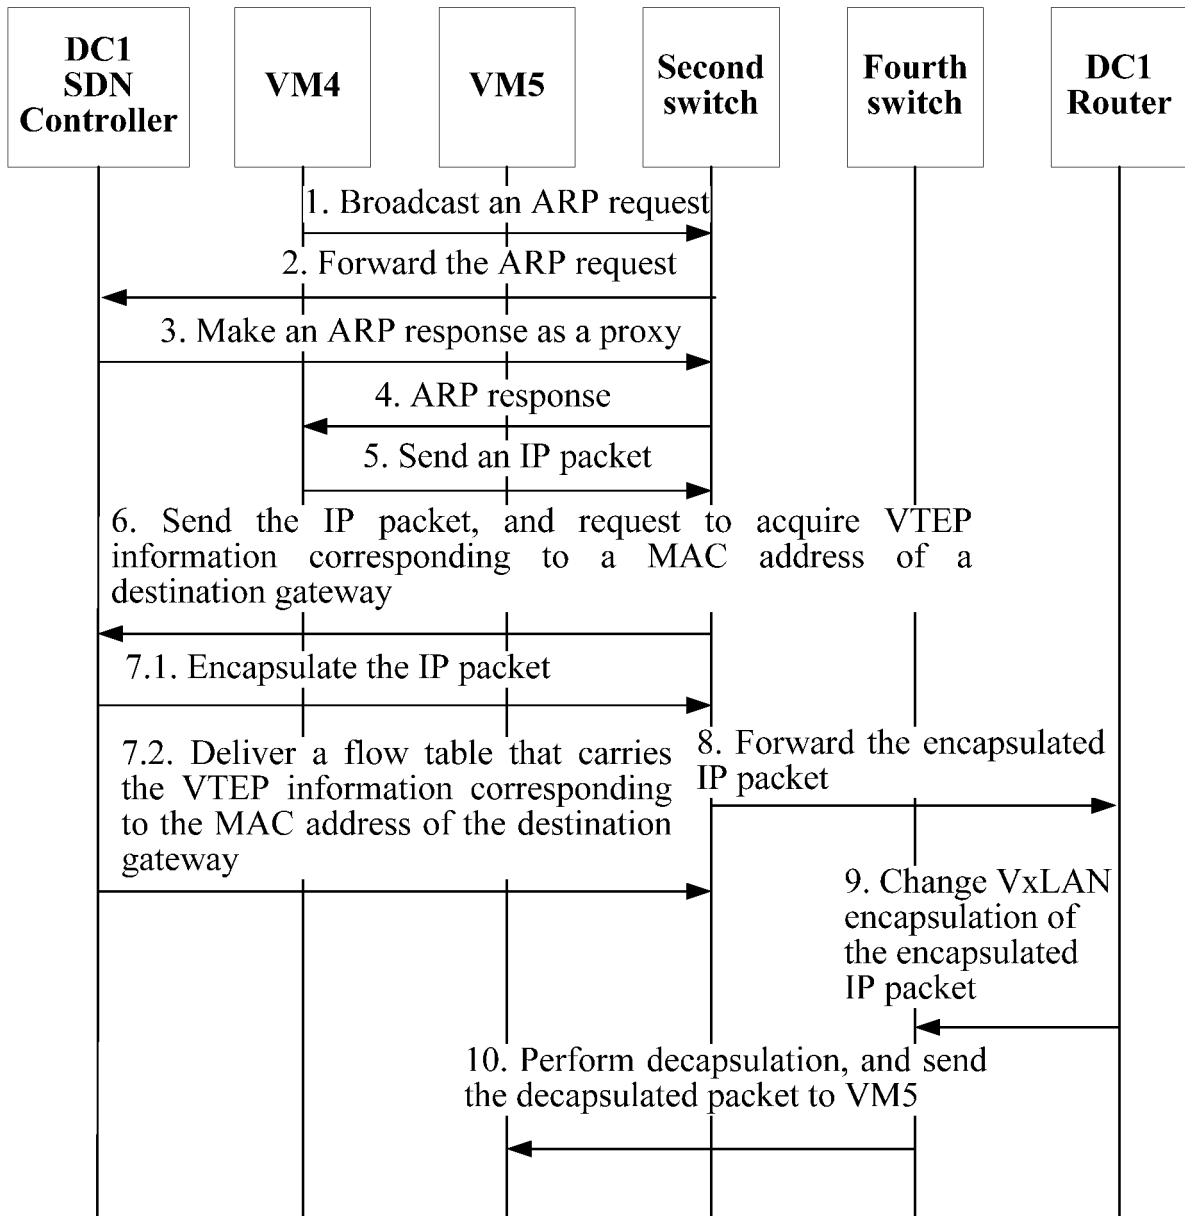 DC1
SDN
Controller
VM4
VM5
Second
switch
Fourth
switch
DC1
Router
1. Broadcast an ARP request
2. Forward the ARP request
3. Make an ARP response as a proxy
4. ARP response
5. Send an IP packet
6. Send the IP packet, and request to acquire VTEP
information corresponding to a MAC address of a
destination gateway
7.1. Encapsulate the IP packet
7.2. Deliver a flow table that carries
the VTEP information corresponding
to the MAC address of the destination
gateway
8. Forward the encapsulated
IP packet
9. Change VxLAN
encapsulation of
the encapsulated
IP packet
10. Perform decapsulation, and send
the decapsulated packet to VM5